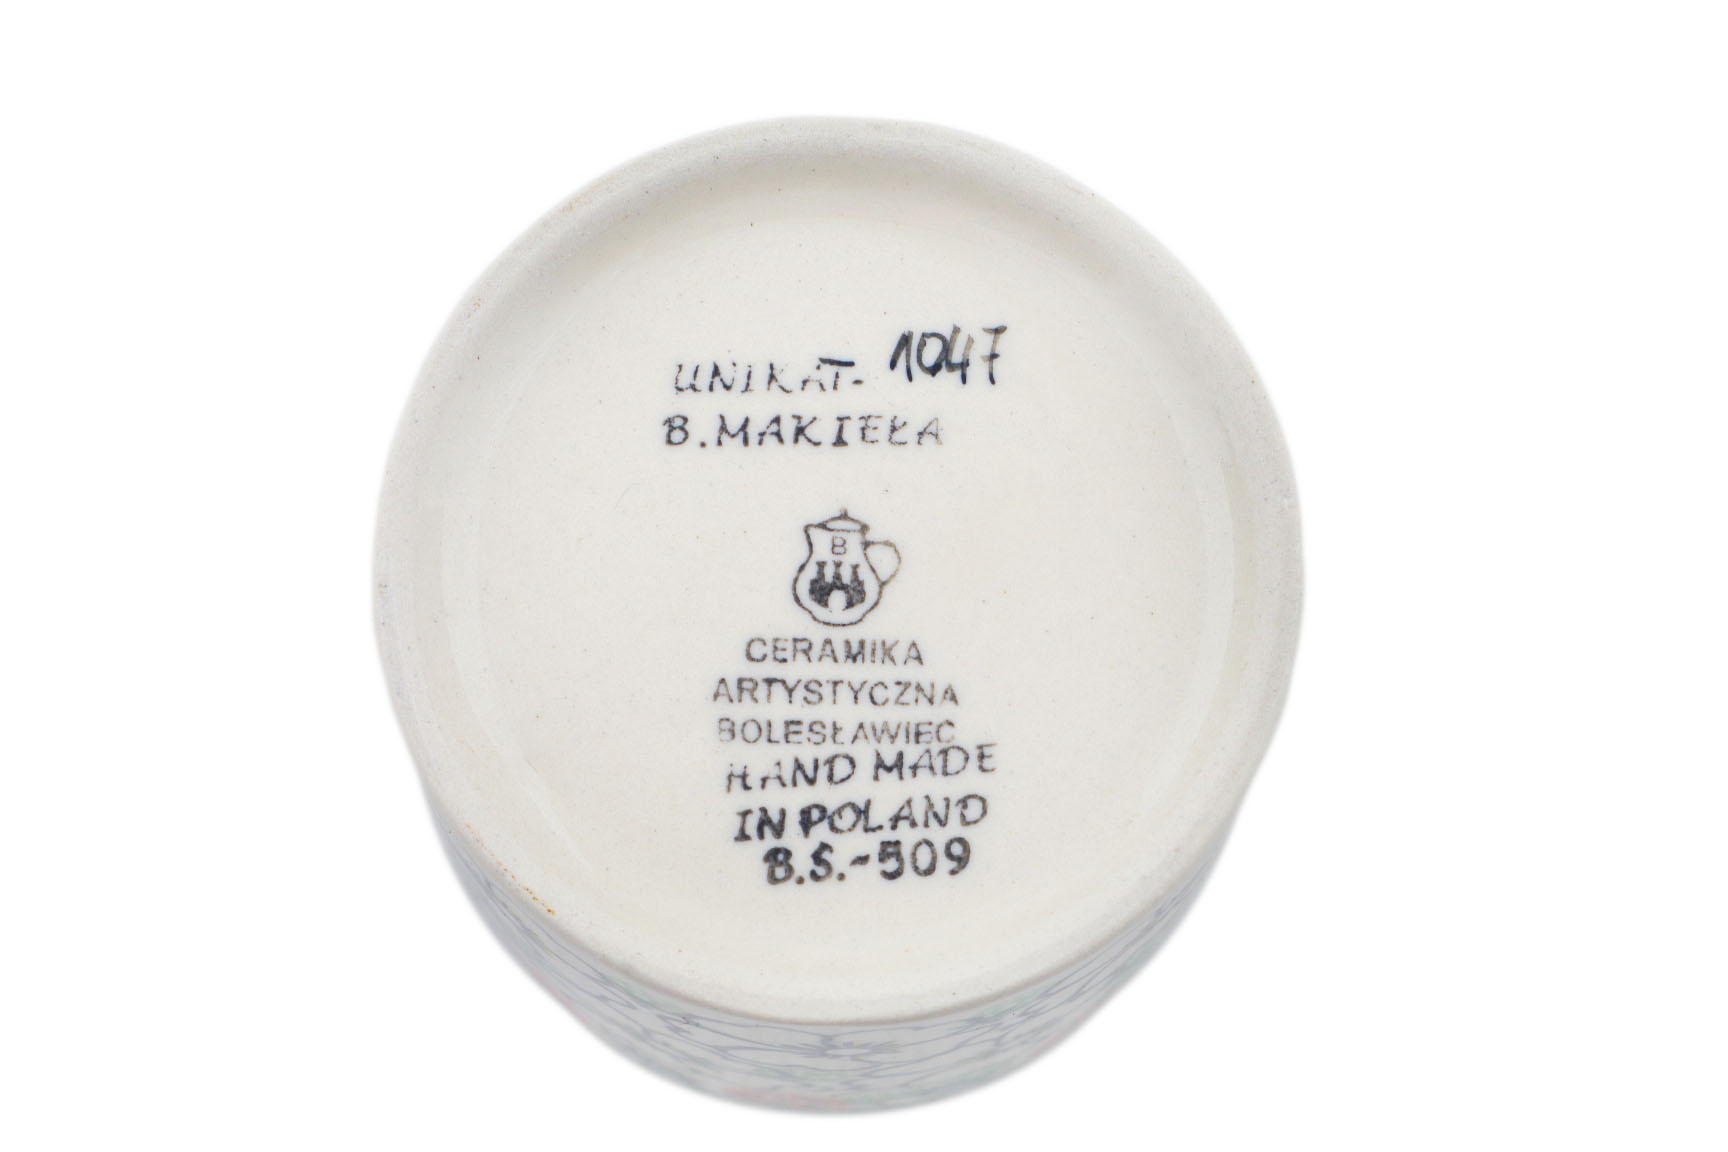 UNIKAT- 1047
B. MAKIEŁA
B
CERAMIKA
ARTYSTYCZNA
BOLESŁAWIEC
HAND MADE
IN POLAND
B.S.-509